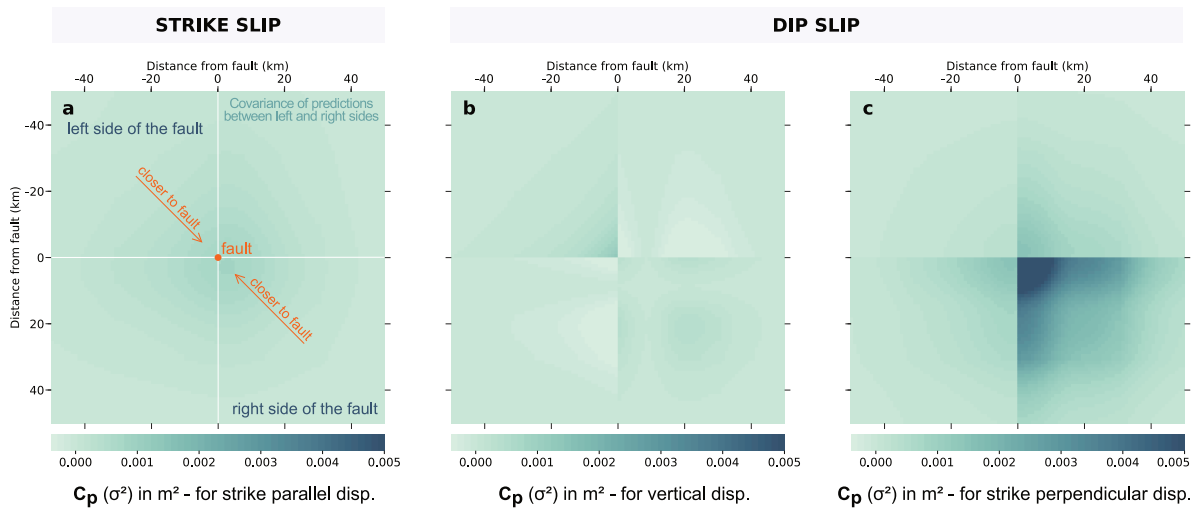 STRIKE SLIP
DIP SLIP
Distance from fault (km)
-40 -20 0 20 40
Distance from fault (km)
-40 -20 0 20 40
Distance from fault (km)
-40 -20 0 20 40
Distance from fault (km)
-40
-20
0
20
40
a
left side of the fault
Covariance of predictions
between left and right sides
closer to fault
fault
closer to fault
right side of the fault
b
c
0.000 0.001 0.002 0.003 0.004 0.005
0.000 0.001 0.002 0.003 0.004 0.005
0.000 0.001 0.002 0.003 0.004 0.005
Cp (σ²) in m² - for strike parallel disp.
Cp (σ²) in m² - for vertical disp.
Cp (σ²) in m² - for strike perpendicular disp.